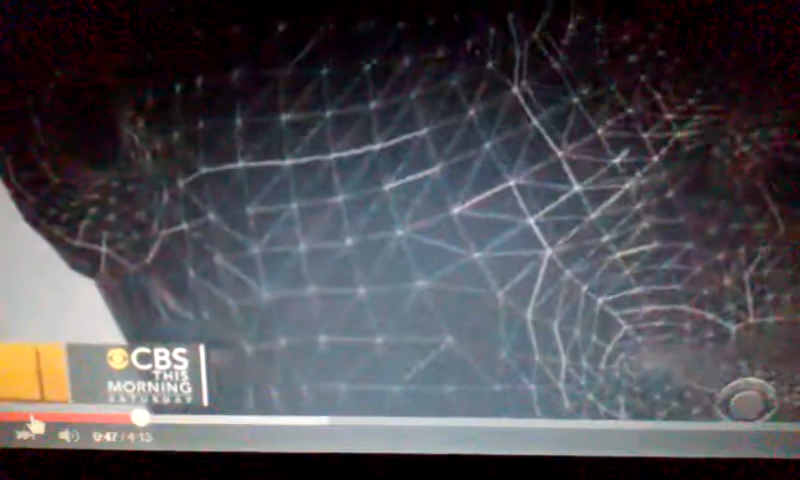 CBS
THIS
MORNING
SATURDAY
0:47 / 4:13